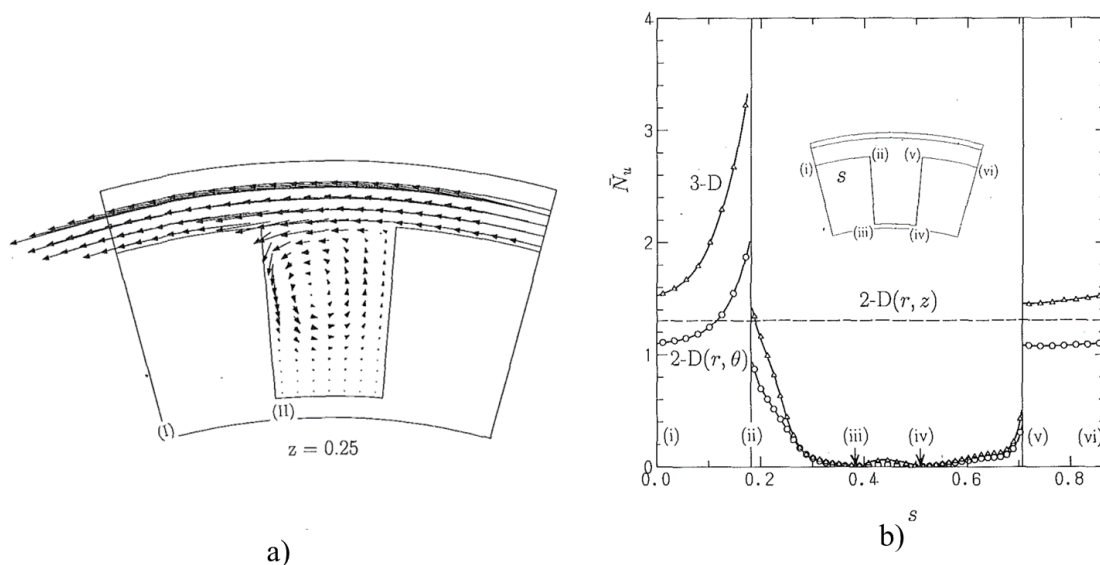 (I)
(II)
z = 0.25
a)
4
3
2
1
0
N̄u
3-D
2-D(r, θ)
2-D(r, z)
(i)
(ii)
(iii)
(iv)
(v)
(vi)
s
(i)
(ii)
(iii)
(iv)
(v)
(vi)
0.0
0.2
0.4
0.6
0.8
s
b)